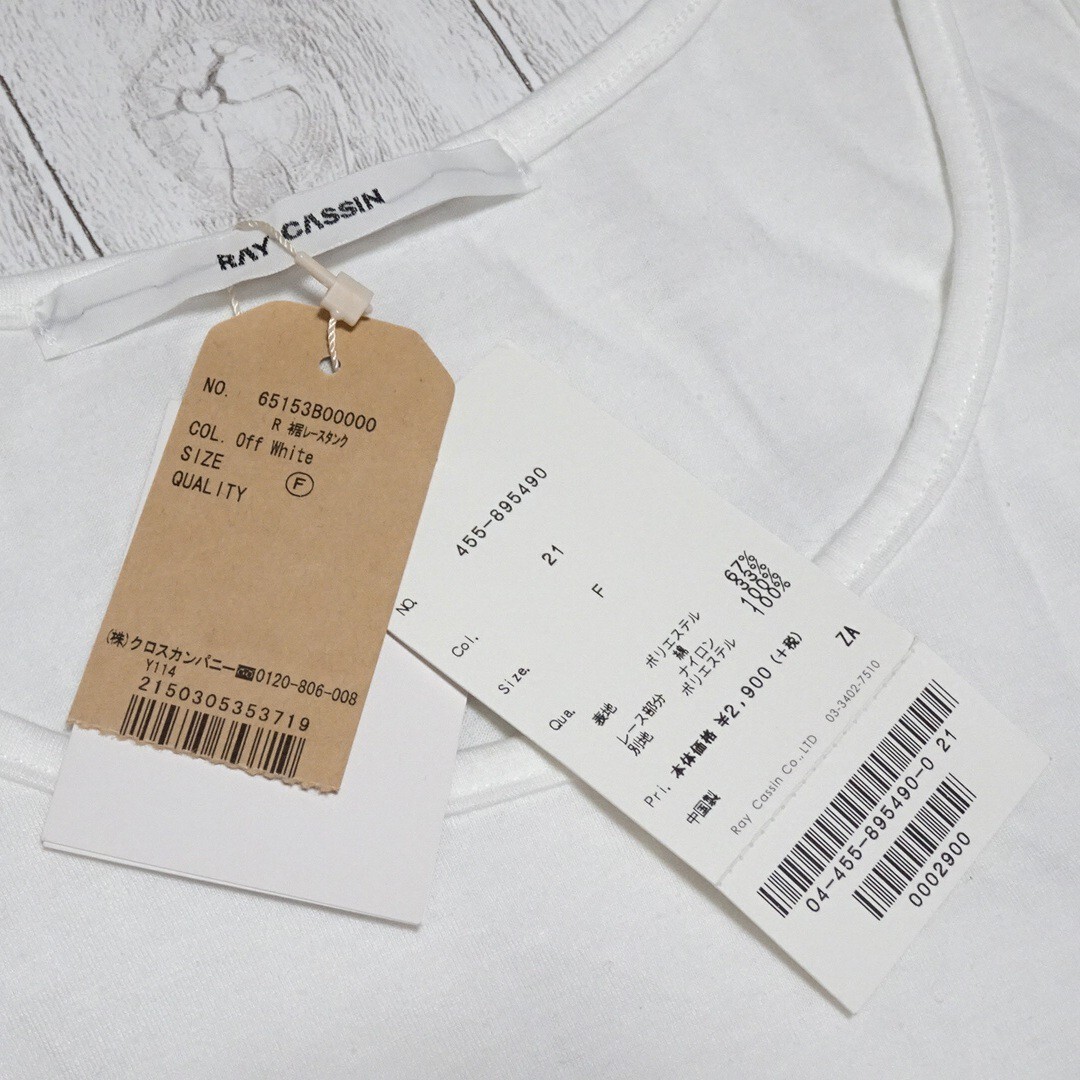 RAY CASSIN
NO. 65153B00000
R 裾レースタンク
COL. Off White
SIZE F
QUALITY
(株)クロスカンパニー☎0120-806-008
Y114
2150305353719
NO. 455-895490
Col. 21
Size. F
Qua. 表地 ポリエステル 67%
綿 33%
レース部分 ナイロン 100%
別地 ポリエステル 100%
Pri. 本体価格 ¥2,900(+税) ZA
中国製
Ray Cassin Co.,LTD 03-3402-7510
04-455-895490-0 21
0002900